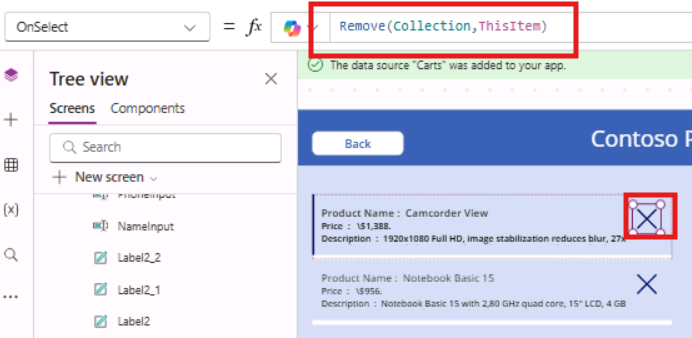 OnSelect
= fx
Remove(Collection,ThisItem)
The data source "Carts" was added to your app.
Tree view
Screens Components
Search
+ New screen
PhoneInput
NameInput
Label2_2
Label2_1
Label2
{x}
Back
Contoso P
Product Name : Camcorder View
Price : \$1,388.
Description : 1920x1080 Full HD, image stabilization reduces blur, 27x
Product Name : Notebook Basic 15
Price : \$956.
Description : Notebook Basic 15 with 2,80 GHz quad core, 15" LCD, 4 GB